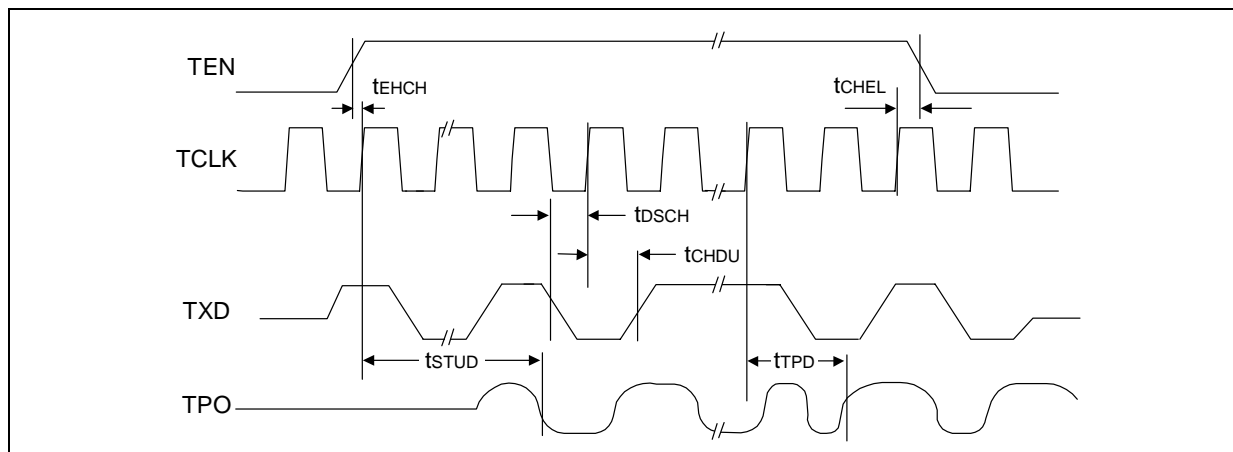 TEN
tEHCH
tCHEL
TCLK
tDSCH
tCHDU
TXD
tSTUD
tTPD
TPO